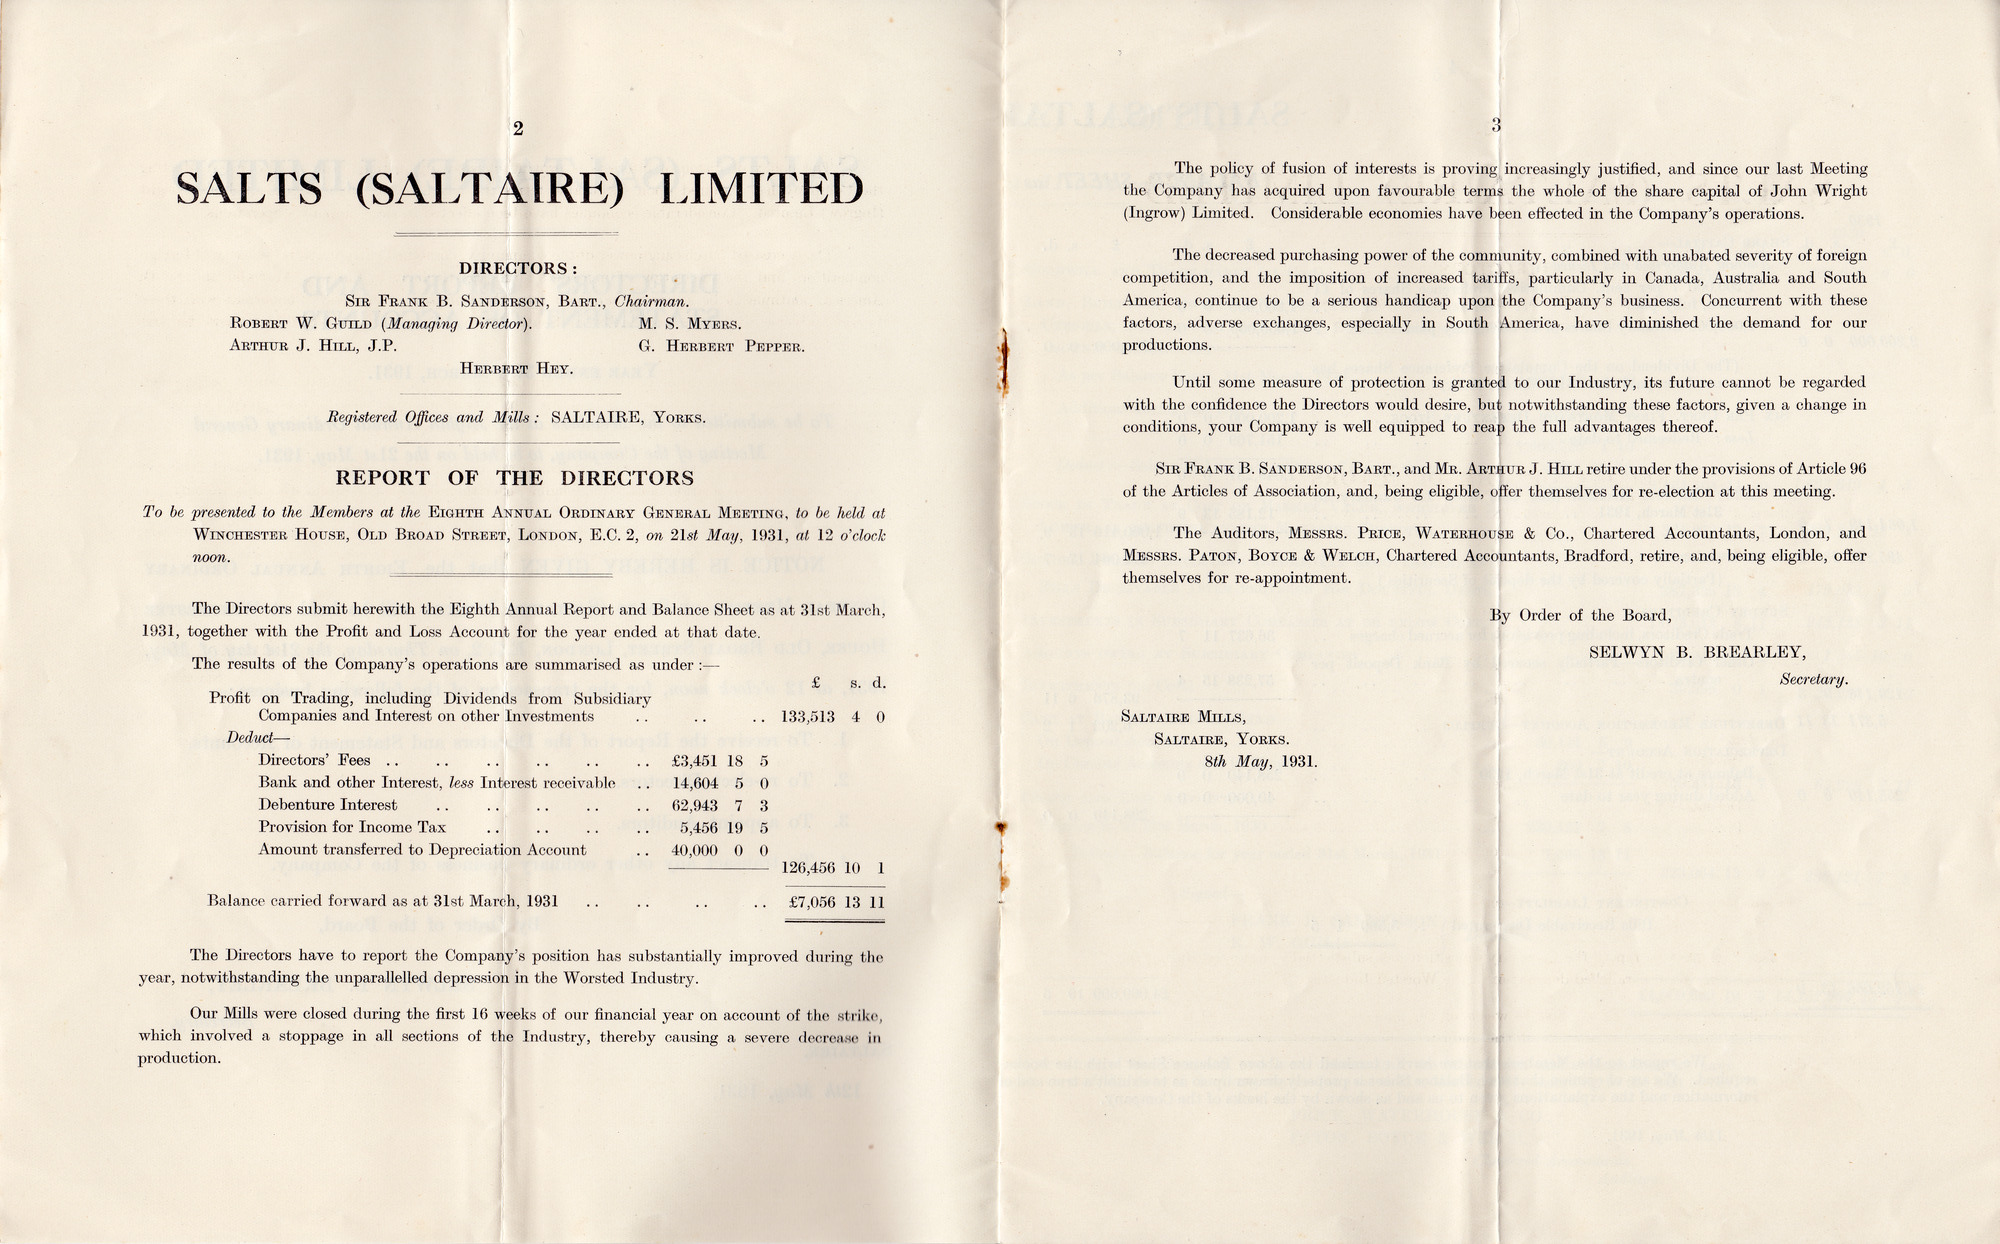 2
SALTS (SALTAIRE) LIMITED
DIRECTORS :
Sir Frank B. Sanderson, Bart., Chairman.
Robert W. Guild (Managing Director). M. S. Myers.
Arthur J. Hill, J.P. G. Herbert Pepper.
Herbert Hey.
Registered Offices and Mills : SALTAIRE, Yorks.
REPORT OF THE DIRECTORS
To be presented to the Members at the Eighth Annual Ordinary General Meeting, to be held at
Winchester House, Old Broad Street, London, E.C. 2, on 21st May, 1931, at 12 o'clock
noon.
The Directors submit herewith the Eighth Annual Report and Balance Sheet as at 31st March,
1931, together with the Profit and Loss Account for the year ended at that date.
The results of the Company's operations are summarised as under :—
£ s. d.
Profit on Trading, including Dividends from Subsidiary
Companies and Interest on other Investments .. .. .. 133,513 4 0
Deduct—
Directors' Fees .. .. .. .. .. .. £3,451 18 5
Bank and other Interest, less Interest receivable .. 14,604 5 0
Debenture Interest .. .. .. .. .. 62,943 7 3
Provision for Income Tax .. .. .. .. 5,456 19 5
Amount transferred to Depreciation Account .. 40,000 0 0
126,456 10 1
Balance carried forward as at 31st March, 1931 .. .. .. .. £7,056 13 11
The Directors have to report the Company's position has substantially improved during the
year, notwithstanding the unparallelled depression in the Worsted Industry.
Our Mills were closed during the first 16 weeks of our financial year on account of the strike,
which involved a stoppage in all sections of the Industry, thereby causing a severe decrease in
production.
3
The policy of fusion of interests is proving increasingly justified, and since our last Meeting
the Company has acquired upon favourable terms the whole of the share capital of John Wright
(Ingrow) Limited. Considerable economies have been effected in the Company's operations.
The decreased purchasing power of the community, combined with unabated severity of foreign
competition, and the imposition of increased tariffs, particularly in Canada, Australia and South
America, continue to be a serious handicap upon the Company's business. Concurrent with these
factors, adverse exchanges, especially in South America, have diminished the demand for our
productions.
Until some measure of protection is granted to our Industry, its future cannot be regarded
with the confidence the Directors would desire, but notwithstanding these factors, given a change in
conditions, your Company is well equipped to reap the full advantages thereof.
Sir Frank B. Sanderson, Bart., and Mr. Arthur J. Hill retire under the provisions of Article 96
of the Articles of Association, and, being eligible, offer themselves for re-election at this meeting.
The Auditors, Messrs. Price, Waterhouse & Co., Chartered Accountants, London, and
Messrs. Paton, Boyce & Welch, Chartered Accountants, Bradford, retire, and, being eligible, offer
themselves for re-appointment.
By Order of the Board,
SELWYN B. BREARLEY,
Secretary.
Saltaire Mills,
Saltaire, Yorks.
8th May, 1931.